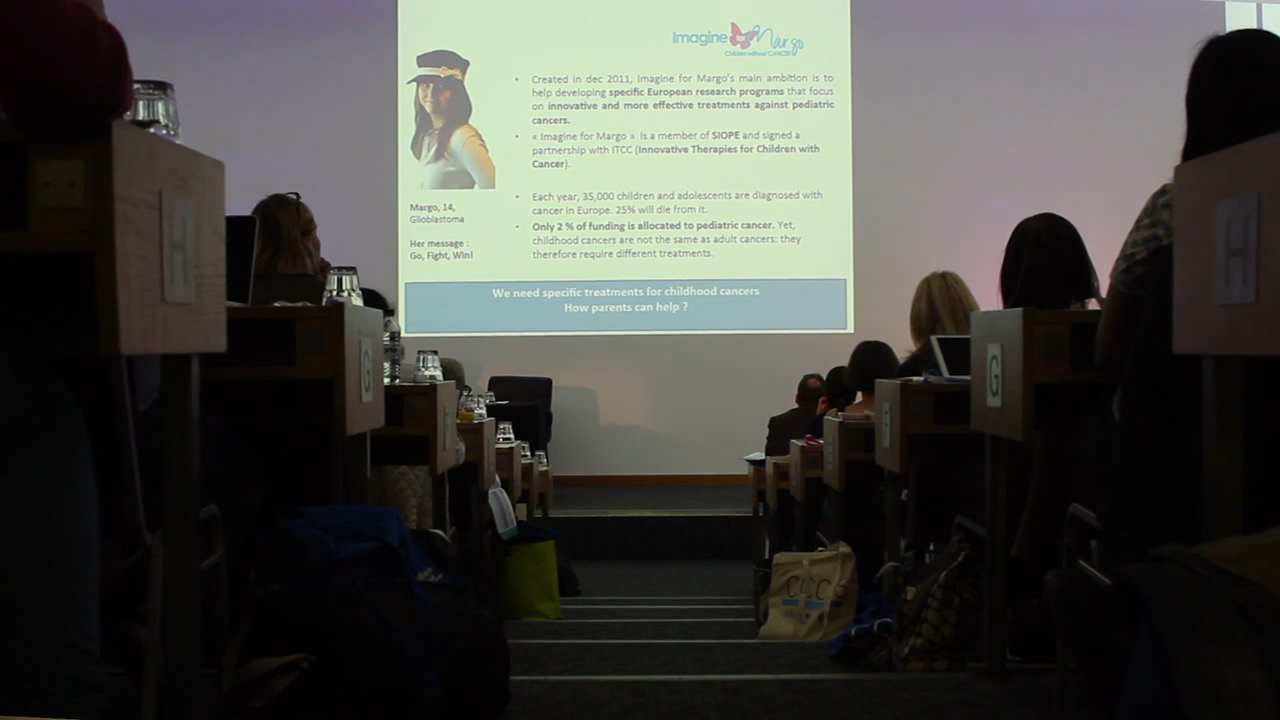 Imagine for Margo
Children without CANCER
• Created in dec 2011, Imagine for Margo's main ambition is to
help developing specific European research programs that focus
on innovative and more effective treatments against pediatric
cancers.
• « Imagine for Margo » is a member of SIOPE and signed a
partnership with ITCC (Innovative Therapies for Children with
Cancer).
• Each year, 35,000 children and adolescents are diagnosed with
cancer in Europe. 25% will die from it.
• Only 2 % of funding is allocated to pediatric cancer. Yet,
childhood cancers are not the same as adult cancers: they
therefore require different treatments.
Margo, 14,
Glioblastoma
Her message :
Go, Fight, Win!
We need specific treatments for childhood cancers
How parents can help ?
H
G
H
G
F